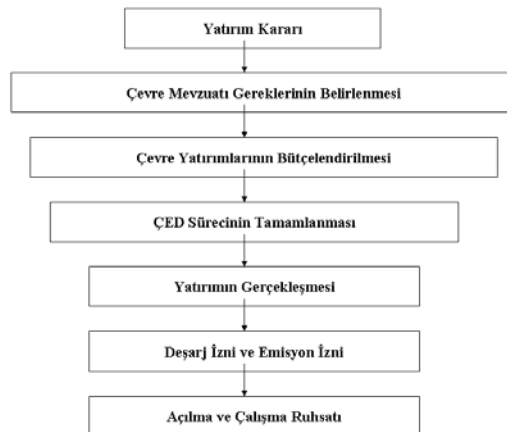 Yatırım Kararı
Çevre Mevzuatı Gereklerinin Belirlenmesi
Çevre Yatırımlarının Bütçelendirilmesi
ÇED Sürecinin Tamamlanması
Yatırımın Gerçekleşmesi
Deşarj İzni ve Emisyon İzni
Açılma ve Çalışma Ruhsatı